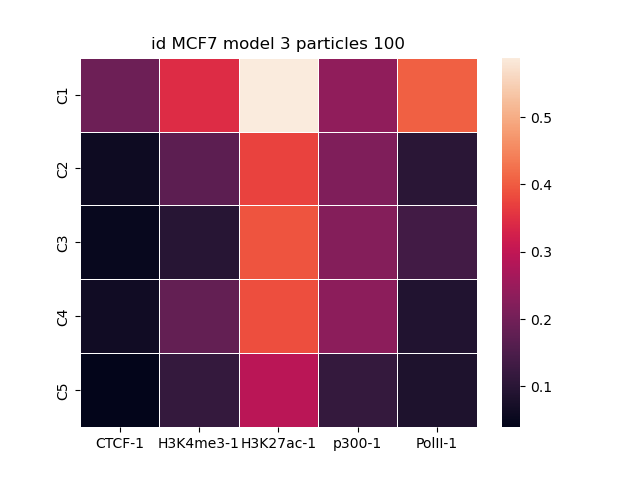 id MCF7 model 3 particles 100
C1
C2
C3
C4
C5
CTCF-1 H3K4me3-1 H3K27ac-1 p300-1 PolII-1
0.5
0.4
0.3
0.2
0.1